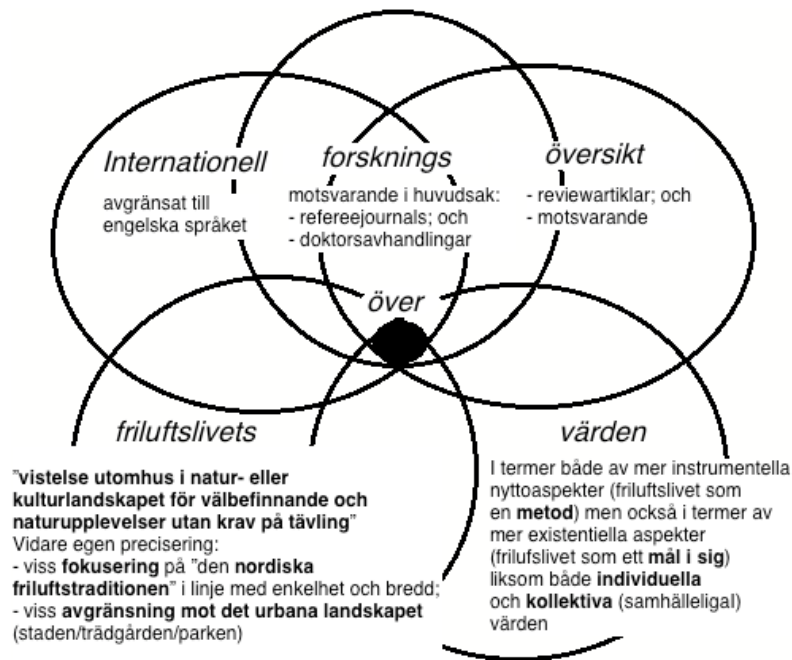 Internationell
avgränsat till
engelska språket
forsknings
motsvarande i huvudsak:
- refereejournals; och
- doktorsavhandlingar
översikt
- reviewartiklar; och
- motsvarande
över
friluftslivets
"vistelse utomhus i natur- eller
kulturlandskapet för välbefinnande och
naturupplevelser utan krav på tävling"
Vidare egen precisering:
- viss fokusering på "den nordiska
friluftstraditionen" i linje med enkelhet och bredd;
- viss avgränsning mot det urbana landskapet
(staden/trädgården/parken)
värden
I termer både av mer instrumentella
nyttoaspekter (friluftslivet som
en metod) men också i termer av
mer existentiella aspekter
(frilufslivet som ett mål i sig)
liksom både individuella
och kollektiva (samhälleligal)
värden